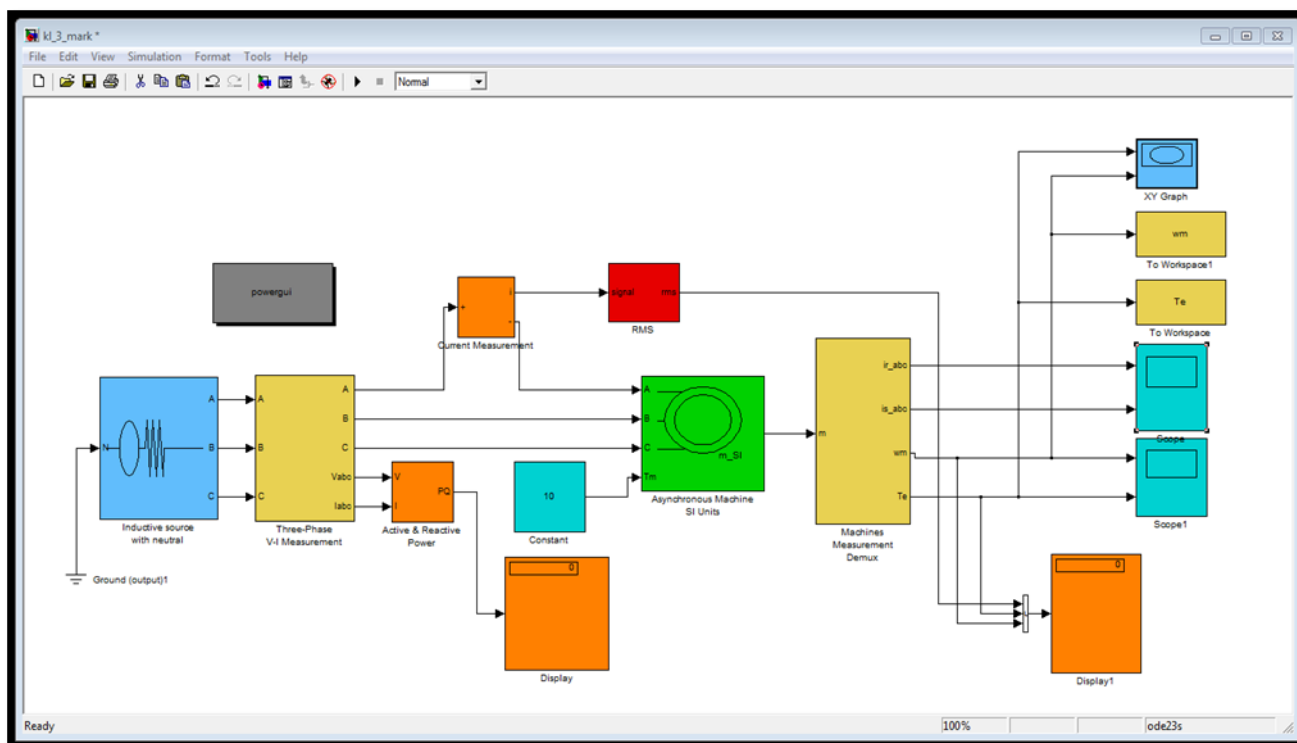 kl_3_mark *
File Edit View Simulation Format Tools Help
Normal
XY Graph
wm
To Workspace1
powergui
i
+
-
Current Measurement
signal rms
RMS
Te
To Workspace
N
A
B
C
Inductive source
with neutral
A
B
C
A
B
C
Vabc
Iabc
Three-Phase
V-I Measurement
V
I
PQ
Active & Reactive
Power
10
Constant
A
B
C
Tm
m_SI
Asynchronous Machine
SI Units
m
ir_abc
is_abc
wm
Te
Machines
Measurement
Demux
Scope
Scope1
Ground (output)1
0
Display
0
Display1
Ready 100% ode23s